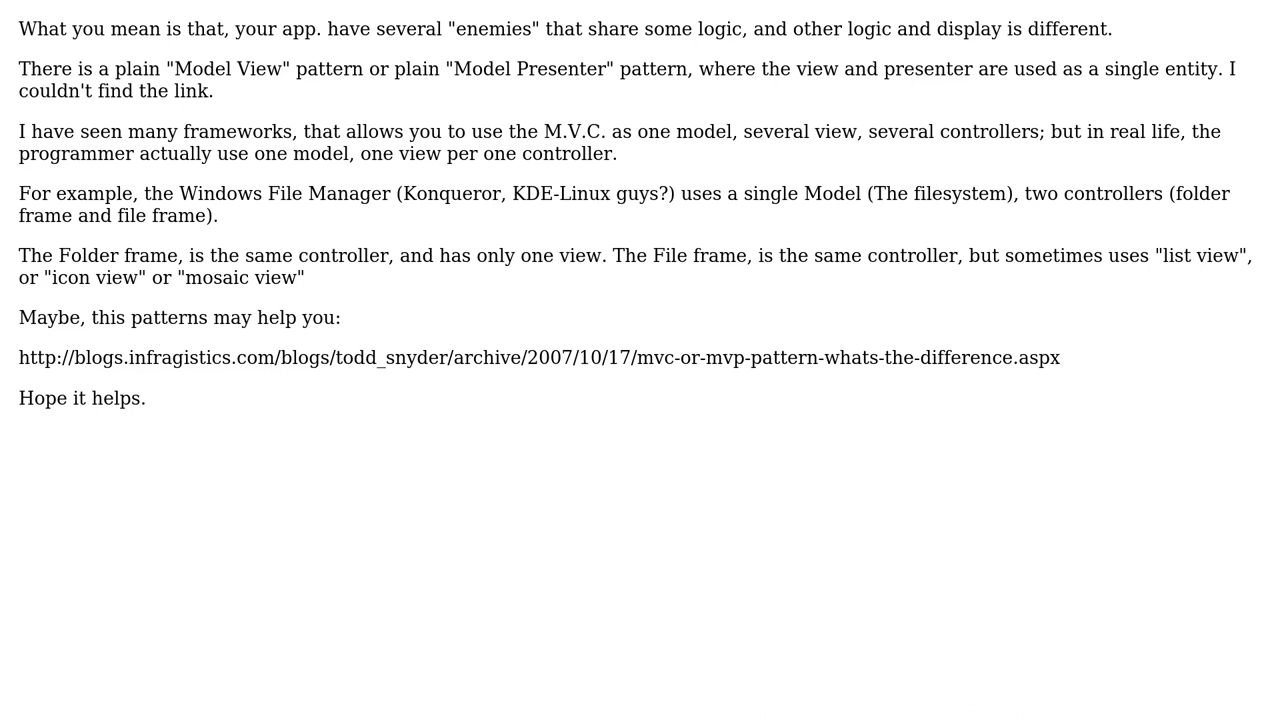 What you mean is that, your app. have several "enemies" that share some logic, and other logic and display is different.
There is a plain "Model View" pattern or plain "Model Presenter" pattern, where the view and presenter are used as a single entity. I
couldn't find the link.
I have seen many frameworks, that allows you to use the M.V.C. as one model, several view, several controllers; but in real life, the
programmer actually use one model, one view per one controller.
For example, the Windows File Manager (Konqueror, KDE-Linux guys?) uses a single Model (The filesystem), two controllers (folder
frame and file frame).
The Folder frame, is the same controller, and has only one view. The File frame, is the same controller, but sometimes uses "list view",
or "icon view" or "mosaic view"
Maybe, this patterns may help you:
http://blogs.infragistics.com/blogs/todd_snyder/archive/2007/10/17/mvc-or-mvp-pattern-whats-the-difference.aspx
Hope it helps.